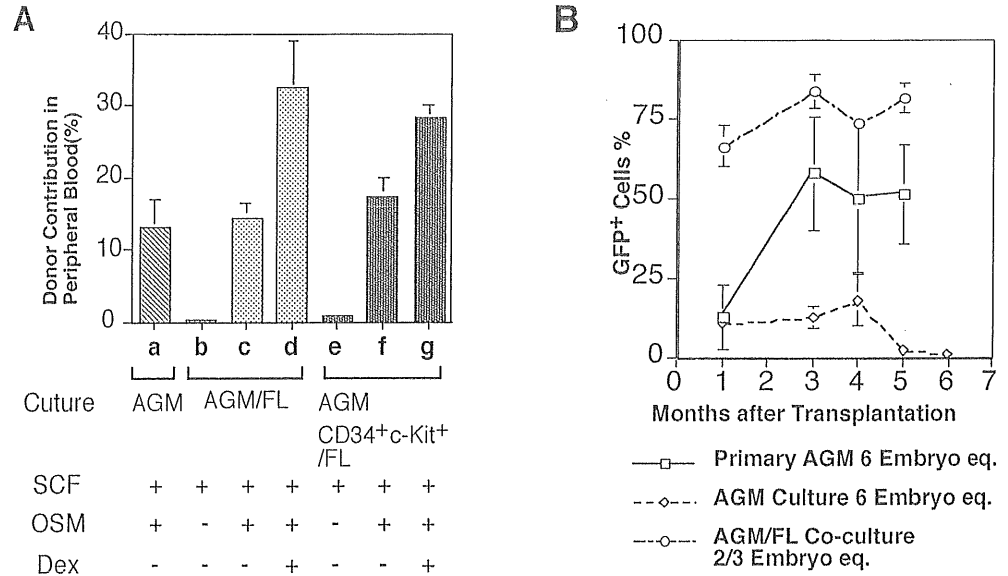 A
Donor Contribution in
Peripheral Blood(%)
40
30
20
10
0
a b c d e f g
Cuture AGM AGM/FL AGM
CD34+c-Kit+
/FL
SCF + + + + + + +
OSM + - + + - + +
Dex - - - + - - +
B
GFP+ Cells %
100
75
50
25
0
0 1 2 3 4 5 6 7
Months after Transplantation
Primary AGM 6 Embryo eq.
AGM Culture 6 Embryo eq.
AGM/FL Co-culture
2/3 Embryo eq.